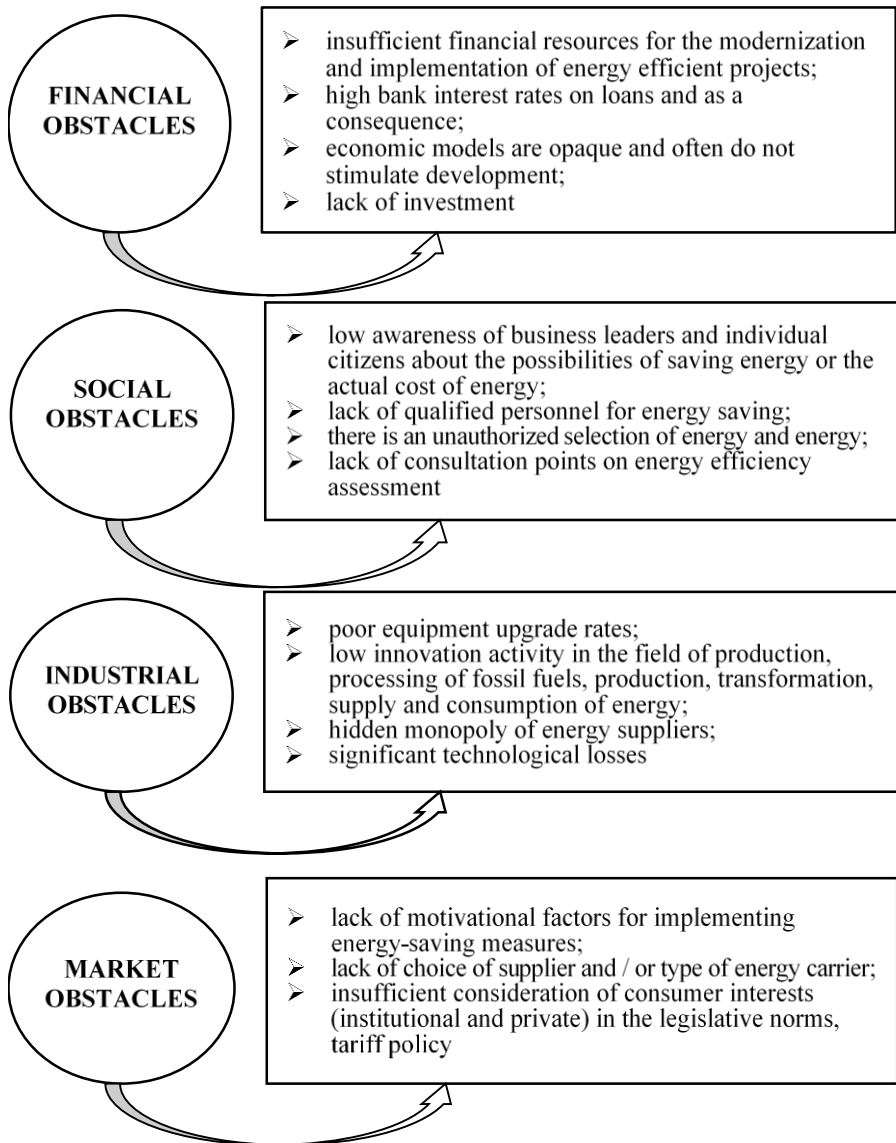 FINANCIAL
OBSTACLES
➢ insufficient financial resources for the modernization
and implementation of energy efficient projects;
➢ high bank interest rates on loans and as a
consequence;
➢ economic models are opaque and often do not
stimulate development;
➢ lack of investment
SOCIAL
OBSTACLES
➢ low awareness of business leaders and individual
citizens about the possibilities of saving energy or the
actual cost of energy;
➢ lack of qualified personnel for energy saving;
➢ there is an unauthorized selection of energy and energy;
➢ lack of consultation points on energy efficiency
assessment
INDUSTRIAL
OBSTACLES
➢ poor equipment upgrade rates;
➢ low innovation activity in the field of production,
processing of fossil fuels, production, transformation,
supply and consumption of energy;
➢ hidden monopoly of energy suppliers;
➢ significant technological losses
MARKET
OBSTACLES
➢ lack of motivational factors for implementing
energy-saving measures;
➢ lack of choice of supplier and / or type of energy carrier;
➢ insufficient consideration of consumer interests
(institutional and private) in the legislative norms,
tariff policy